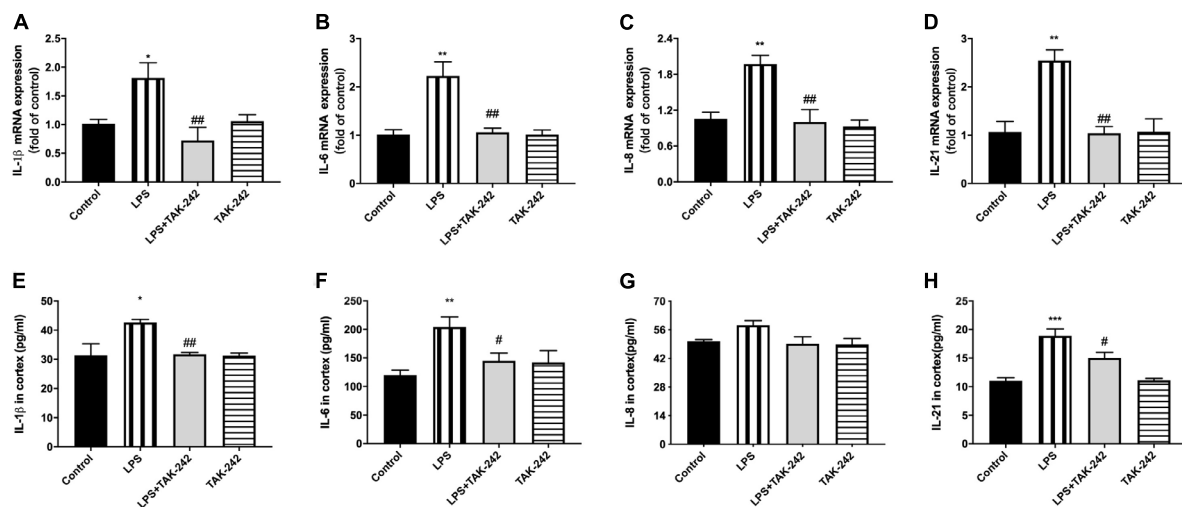 A
IL-1β mRNA expression
(fold of control)
2.5
2.0
1.5
1.0
0.5
0.0
*
##
Control
LPS
LPS+TAK-242
TAK-242
B
IL-6 mRNA expression
(fold of control)
3
2
1
0
**
##
Control
LPS
LPS+TAK-242
TAK-242
C
IL-8 mRNA expression
(fold of control)
2.4
1.8
1.2
0.6
0.0
**
##
Control
LPS
LPS+TAK-242
TAK-242
D
IL-21 mRNA expression
(fold of control)
3
2
1
0
**
##
Control
LPS
LPS+TAK-242
TAK-242
E
IL-1β in cortex (pg/ml)
50
40
30
20
10
0
*
##
Control
LPS
LPS+TAK-242
TAK-242
F
IL-6 in cortex (pg/ml)
250
200
150
100
50
0
**
#
Control
LPS
LPS+TAK-242
TAK-242
G
IL-8 in cortex(pg/ml)
70
56
42
28
14
0
Control
LPS
LPS+TAK-242
TAK-242
H
IL-21 in cortex(pg/ml)
25
20
15
10
5
0
***
#
Control
LPS
LPS+TAK-242
TAK-242